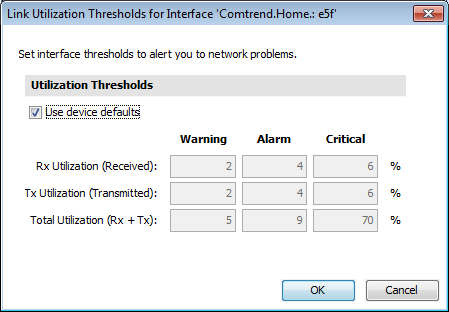 Link Utilization Thresholds for Interface 'Comtrend.Home.: e5f'
Set interface thresholds to alert you to network problems.
Utilization Thresholds
Use device defaults
Warning Alarm Critical
Rx Utilization (Received): 2 4 6 %
Tx Utilization (Transmitted): 2 4 6 %
Total Utilization (Rx + Tx): 5 9 70 %
OK Cancel